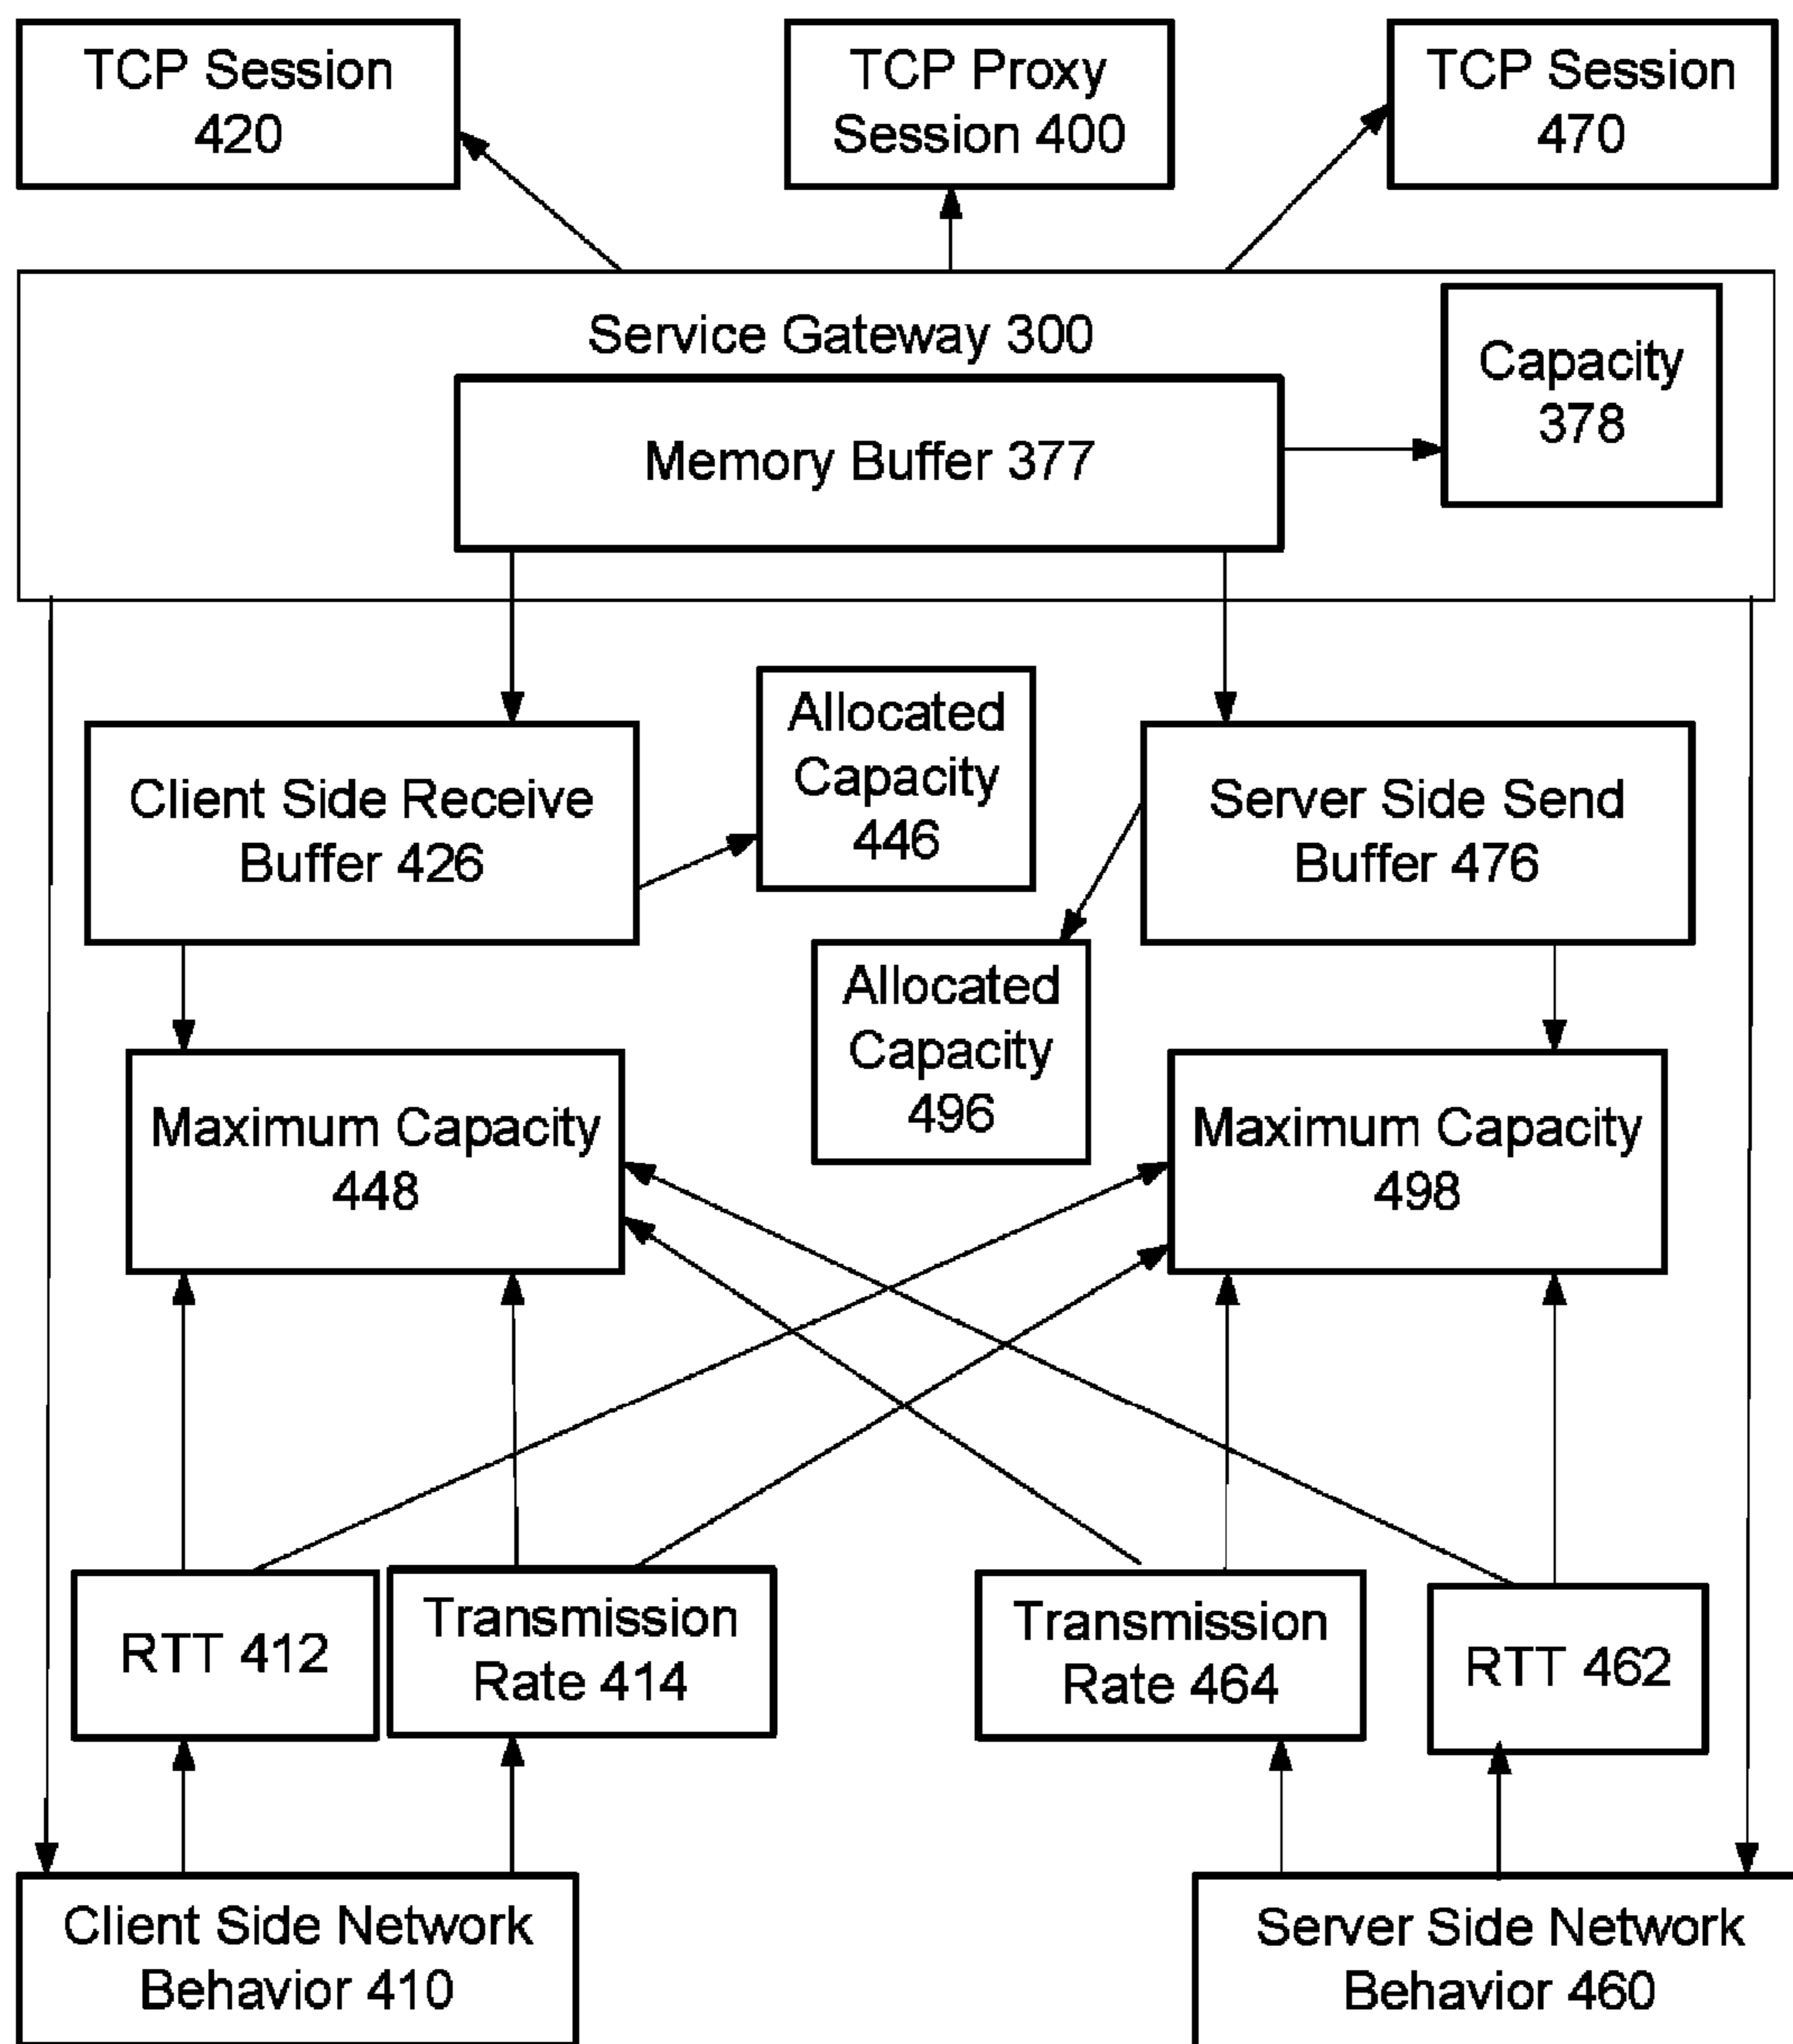 TCP Session
420
TCP Proxy
Session 400
TCP Session
470
Service Gateway 300
Capacity
378
Memory Buffer 377
Allocated
Capacity
446
Client Side Receive
Buffer 426
Server Side Send
Buffer 476
Allocated
Capacity
496
Maximum Capacity
448
Maximum Capacity
498
RTT 412
Transmission
Rate 414
Transmission
Rate 464
RTT 462
Client Side Network
Behavior 410
Server Side Network
Behavior 460